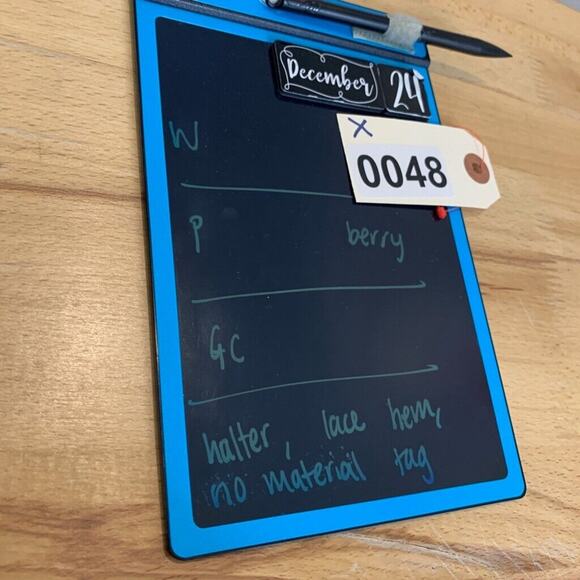 December 24
X
0048
W
P berry
GC
halter, lace hem,
no material tag